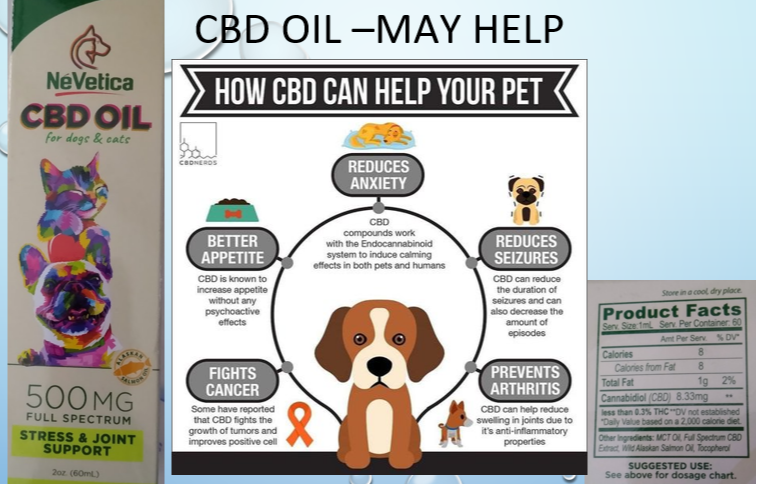 CBD OIL –MAY HELP
NéVetica
CBD OIL
for dogs & cats
ALASKAN
SALMON OIL
500MG
FULL SPECTRUM
STRESS & JOINT
SUPPORT
2oz. (60mL)
HOW CBD CAN HELP YOUR PET
CBDNERDS
REDUCES
ANXIETY
CBD
compounds work
with the Endocannabinoid
system to induce calming
effects in both pets and humans
BETTER
APPETITE
CBD is known to
increase appetite
without any
psychoactive
effects
REDUCES
SEIZURES
CBD can reduce
the duration of
seizures and can
also decrease the
amount of
episodes
FIGHTS
CANCER
Some have reported
that CBD fights the
growth of tumors and
improves positive cell
PREVENTS
ARTHRITIS
CBD can help reduce
swelling in joints due to
it's anti-inflammatory
properties
Store in a cool, dry place.
Product Facts
Serv. Size:1mL Serv. Per Container: 60
Amt Per Serv. % DV*
Calories 8
Calories from Fat 8
Total Fat 1g 2%
Cannabidiol (CBD) 8.33mg **
less than 0.3% THC **DV not established
*Daily Value based on a 2,000 calorie diet.
Other Ingredients: MCT Oil, Full Spectrum CBD
Extract, Wild Alaskan Salmon Oil, Tocopherol
SUGGESTED USE:
See above for dosage chart.